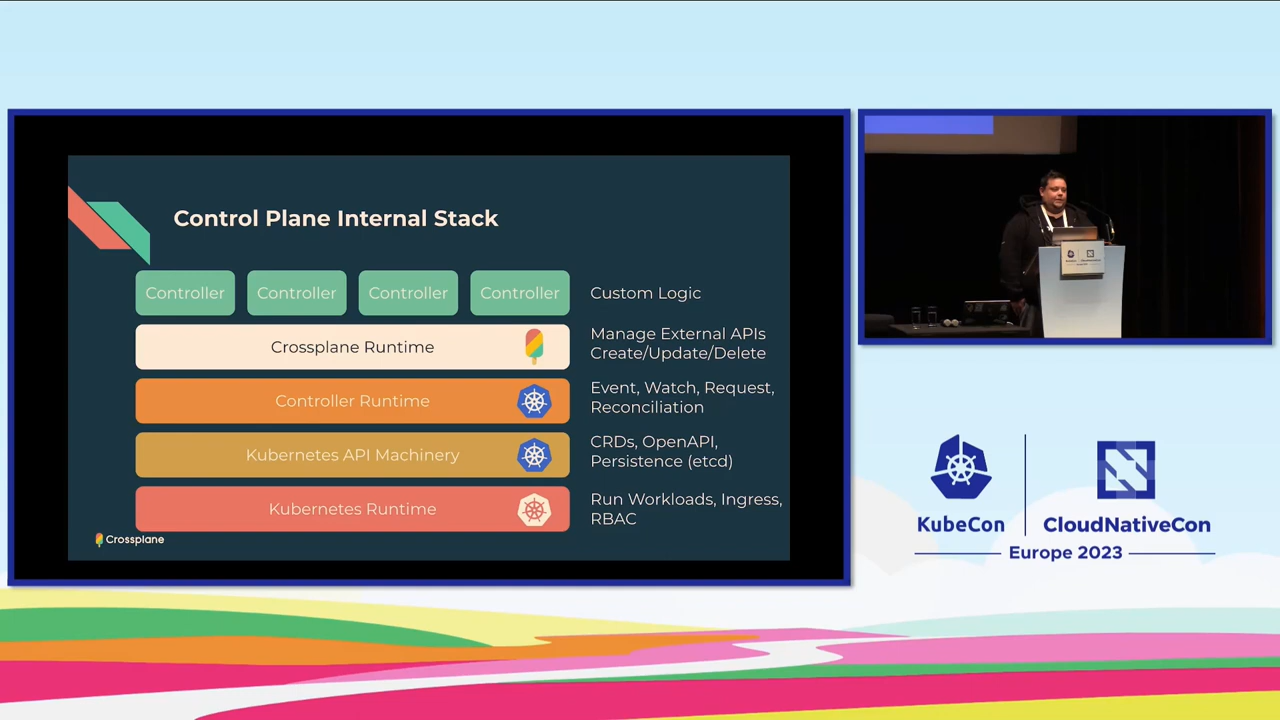 Control Plane Internal Stack
Controller Controller Controller Controller Custom Logic
Crossplane Runtime
Manage External APIs
Create/Update/Delete
Controller Runtime
Event, Watch, Request,
Reconciliation
Kubernetes API Machinery
CRDs, OpenAPI,
Persistence (etcd)
Kubernetes Runtime
Run Workloads, Ingress,
RBAC
Crossplane
KubeCon
CloudNativeCon
Europe 2023